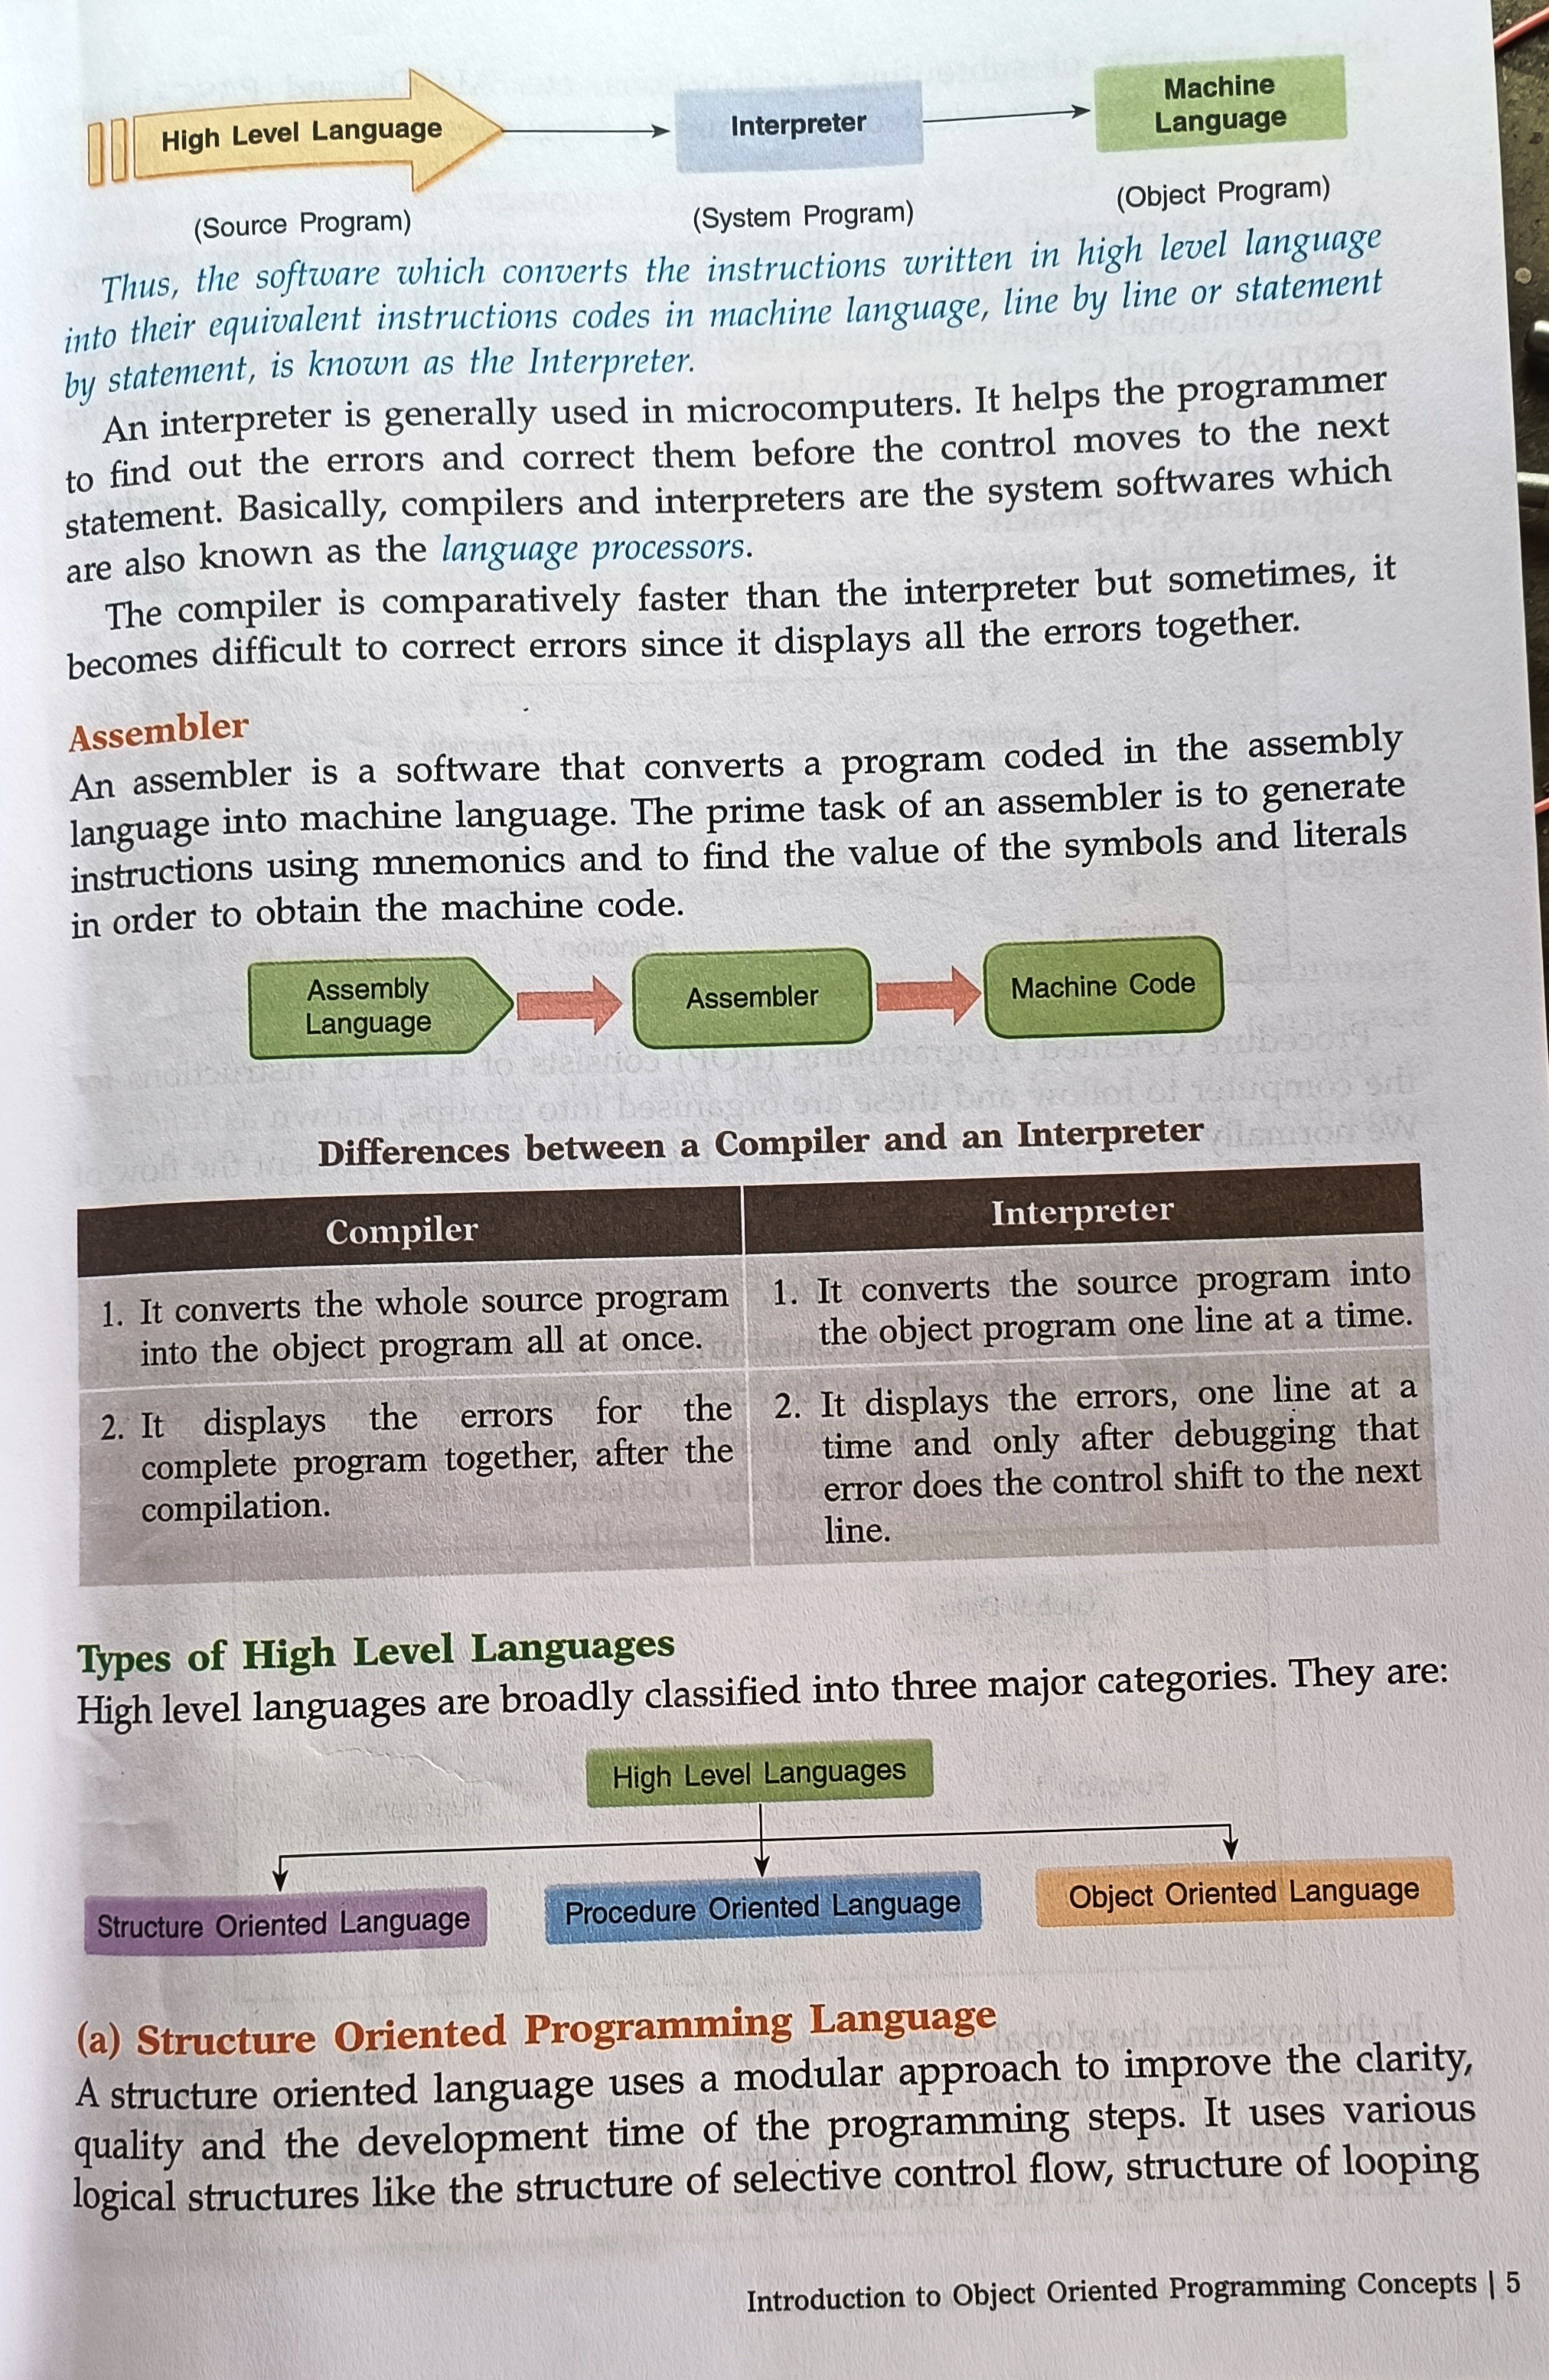 High Level Language
Interpreter
Machine
Language
(Source Program)
(System Program)
(Object Program)
Thus, the software which converts the instructions written in high level language
into their equivalent instructions codes in machine language, line by line or statement
by statement, is known as the Interpreter.
An interpreter is generally used in microcomputers. It helps the programmer
to find out the errors and correct them before the control moves to the next
statement. Basically, compilers and interpreters are the system softwares which
are also known as the language processors.
The compiler is comparatively faster than the interpreter but sometimes, it
becomes difficult to correct errors since it displays all the errors together.
Assembler
An assembler is a software that converts a program coded in the assembly
language into machine language. The prime task of an assembler is to generate
instructions using mnemonics and to find the value of the symbols and literals
in order to obtain the machine code.
Assembly
Language
Assembler
Machine Code
Differences between a Compiler and an Interpreter
Compiler
Interpreter
1. It converts the whole source program
into the object program all at once.
1. It converts the source program into
the object program one line at a time.
2. It displays the errors for the
complete program together, after the
compilation.
2. It displays the errors, one line at a
time and only after debugging that
error does the control shift to the next
line.
Types of High Level Languages
High level languages are broadly classified into three major categories. They are:
High Level Languages
Structure Oriented Language
Procedure Oriented Language
Object Oriented Language
(a) Structure Oriented Programming Language
A structure oriented language uses a modular approach to improve the clarity,
quality and the development time of the programming steps. It uses various
logical structures like the structure of selective control flow, structure of looping
Introduction to Object Oriented Programming Concepts | 5